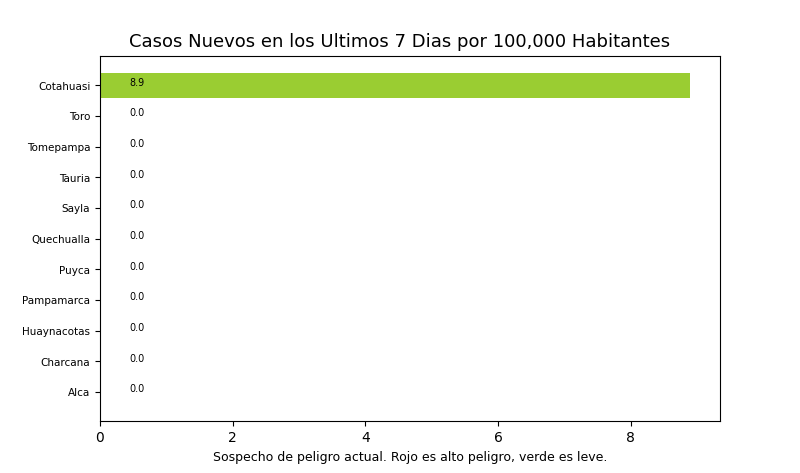 Casos Nuevos en los Ultimos 7 Dias por 100,000 Habitantes
Cotahuasi 8.9
Toro 0.0
Tomepampa 0.0
Tauria 0.0
Sayla 0.0
Quechualla 0.0
Puyca 0.0
Pampamarca 0.0
Huaynacotas 0.0
Charcana 0.0
Alca 0.0
0 2 4 6 8
Sospecho de peligro actual. Rojo es alto peligro, verde es leve.